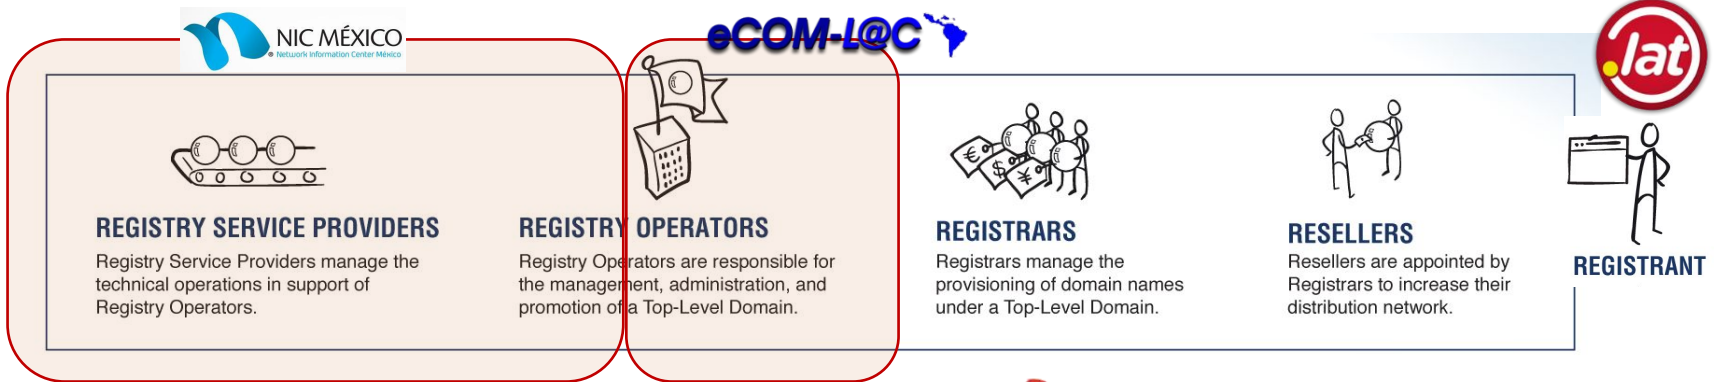 NIC MÉXICO
® Network Information Center México
eCOM-L@C
.lat
REGISTRY SERVICE PROVIDERS
Registry Service Providers manage the
technical operations in support of
Registry Operators.
REGISTRY OPERATORS
Registry Operators are responsible for
the management, administration, and
promotion of a Top-Level Domain.
€
$
¥
REGISTRARS
Registrars manage the
provisioning of domain names
under a Top-Level Domain.
RESELLERS
Resellers are appointed by
Registrars to increase their
distribution network.
REGISTRANT